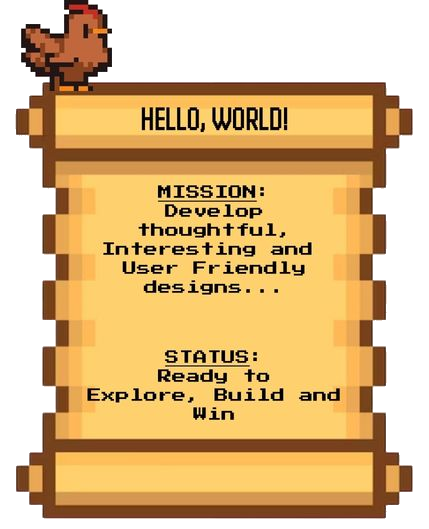 HELLO, WORLD!
MISSION:
Develop
thoughtful,
Interesting and
User Friendly
designs...
STATUS:
Ready to
Explore, Build and
Win